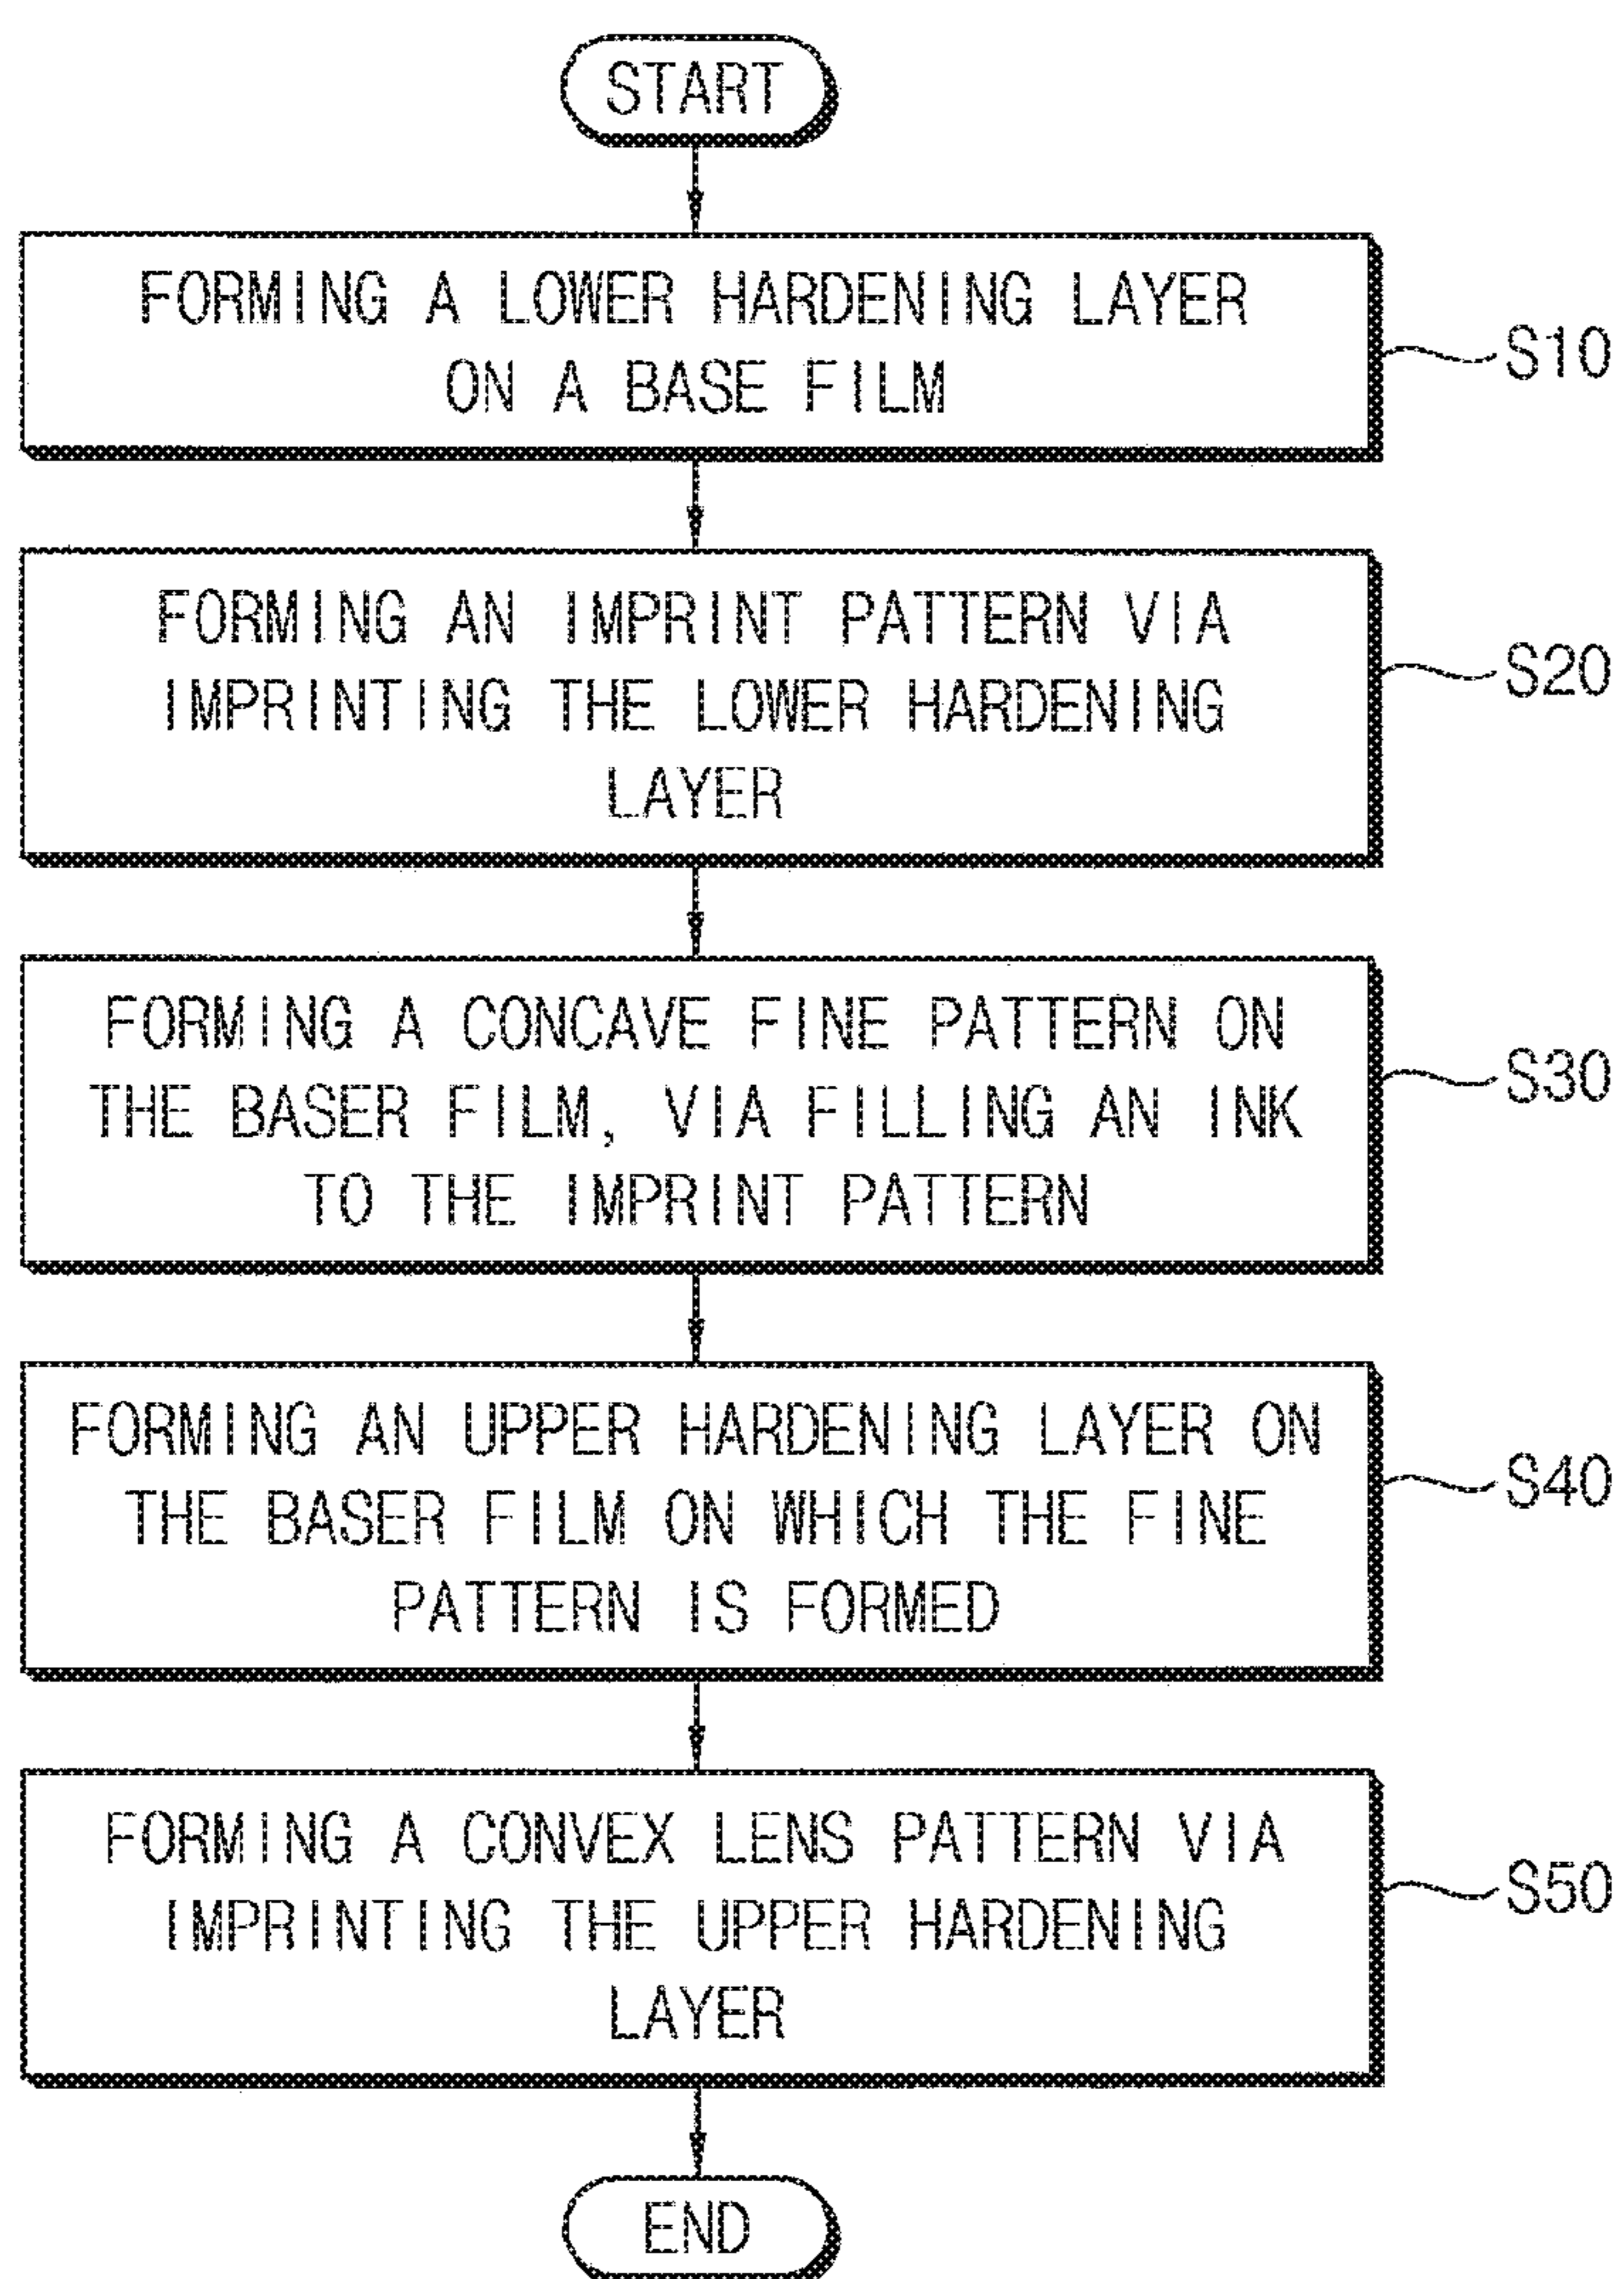 START
FORMING A LOWER HARDENING LAYER
ON A BASE FILM
S10
FORMING AN IMPRINT PATTERN VIA
IMPRINTING THE LOWER HARDENING
LAYER
S20
FORMING A CONCAVE FINE PATTERN ON
THE BASER FILM, VIA FILLING AN INK
TO THE IMPRINT PATTERN
S30
FORMING AN UPPER HARDENING LAYER ON
THE BASER FILM ON WHICH THE FINE
PATTERN IS FORMED
S40
FORMING A CONVEX LENS PATTERN VIA
IMPRINTING THE UPPER HARDENING
LAYER
S50
END